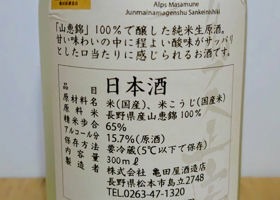 Alps Masamune
Junmainamagenshu Sankeinishiki
「山恵錦」100％で醸した純米生原酒。
甘い味わいの中に程よい酸味がサッパリ
とした口当たりに感じられるお酒です。
日本酒
原材料 米(国産)、米こうじ(国産米)
原料米 長野県産山恵錦100％
精米歩合 65％
アルコール分 15.7％(原酒)
保存方法 要冷蔵(5℃以下で保存)
内容量 300mℓ
製造者 株式会社 亀田屋酒造店
長野県松本市島立2748
TEL.0263-47-1320